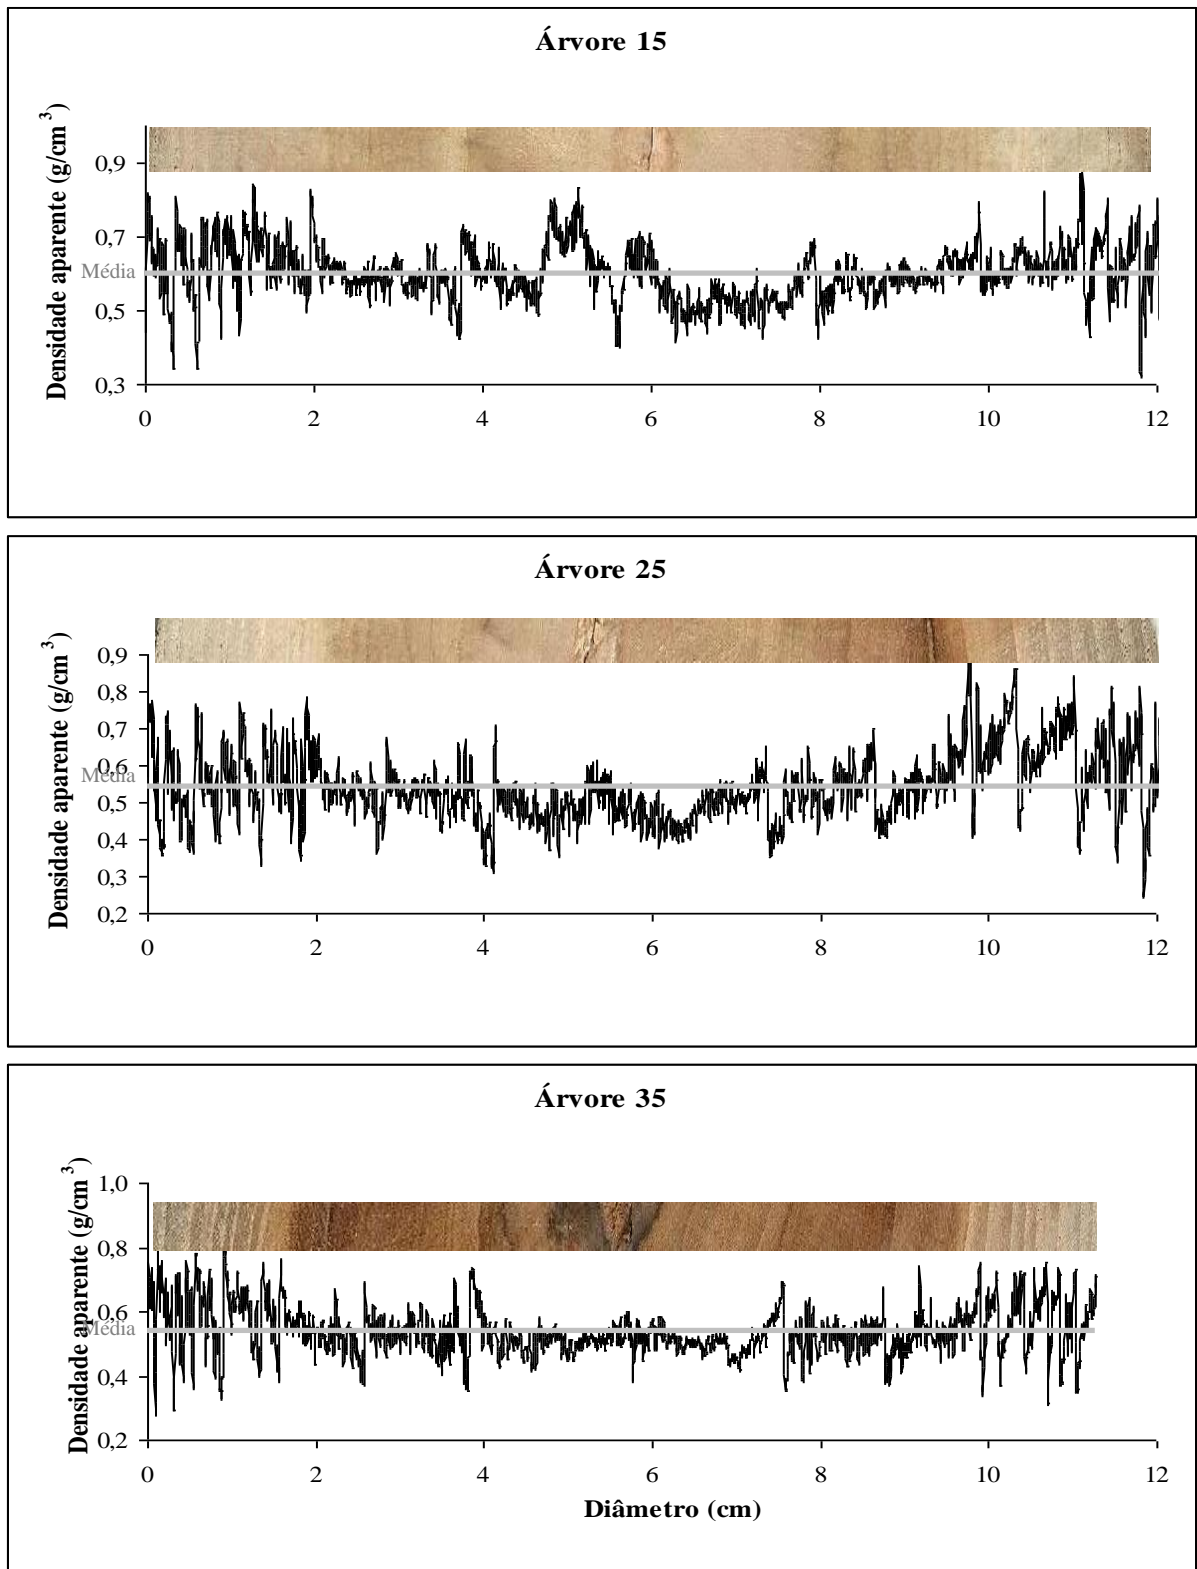 Árvore 15
Densidade aparente (g/cm³)
0,9
0,7
Média
0,5
0,3
0 2 4 6 8 10 12
Árvore 25
Densidade aparente (g/cm³)
0,9
0,8
0,7
0,6
Média
0,5
0,4
0,3
0,2
0 2 4 6 8 10 12
Árvore 35
Densidade aparente (g/cm³)
1,0
0,8
0,6
Média
0,4
0,2
0 2 4 6 8 10 12
Diâmetro (cm)